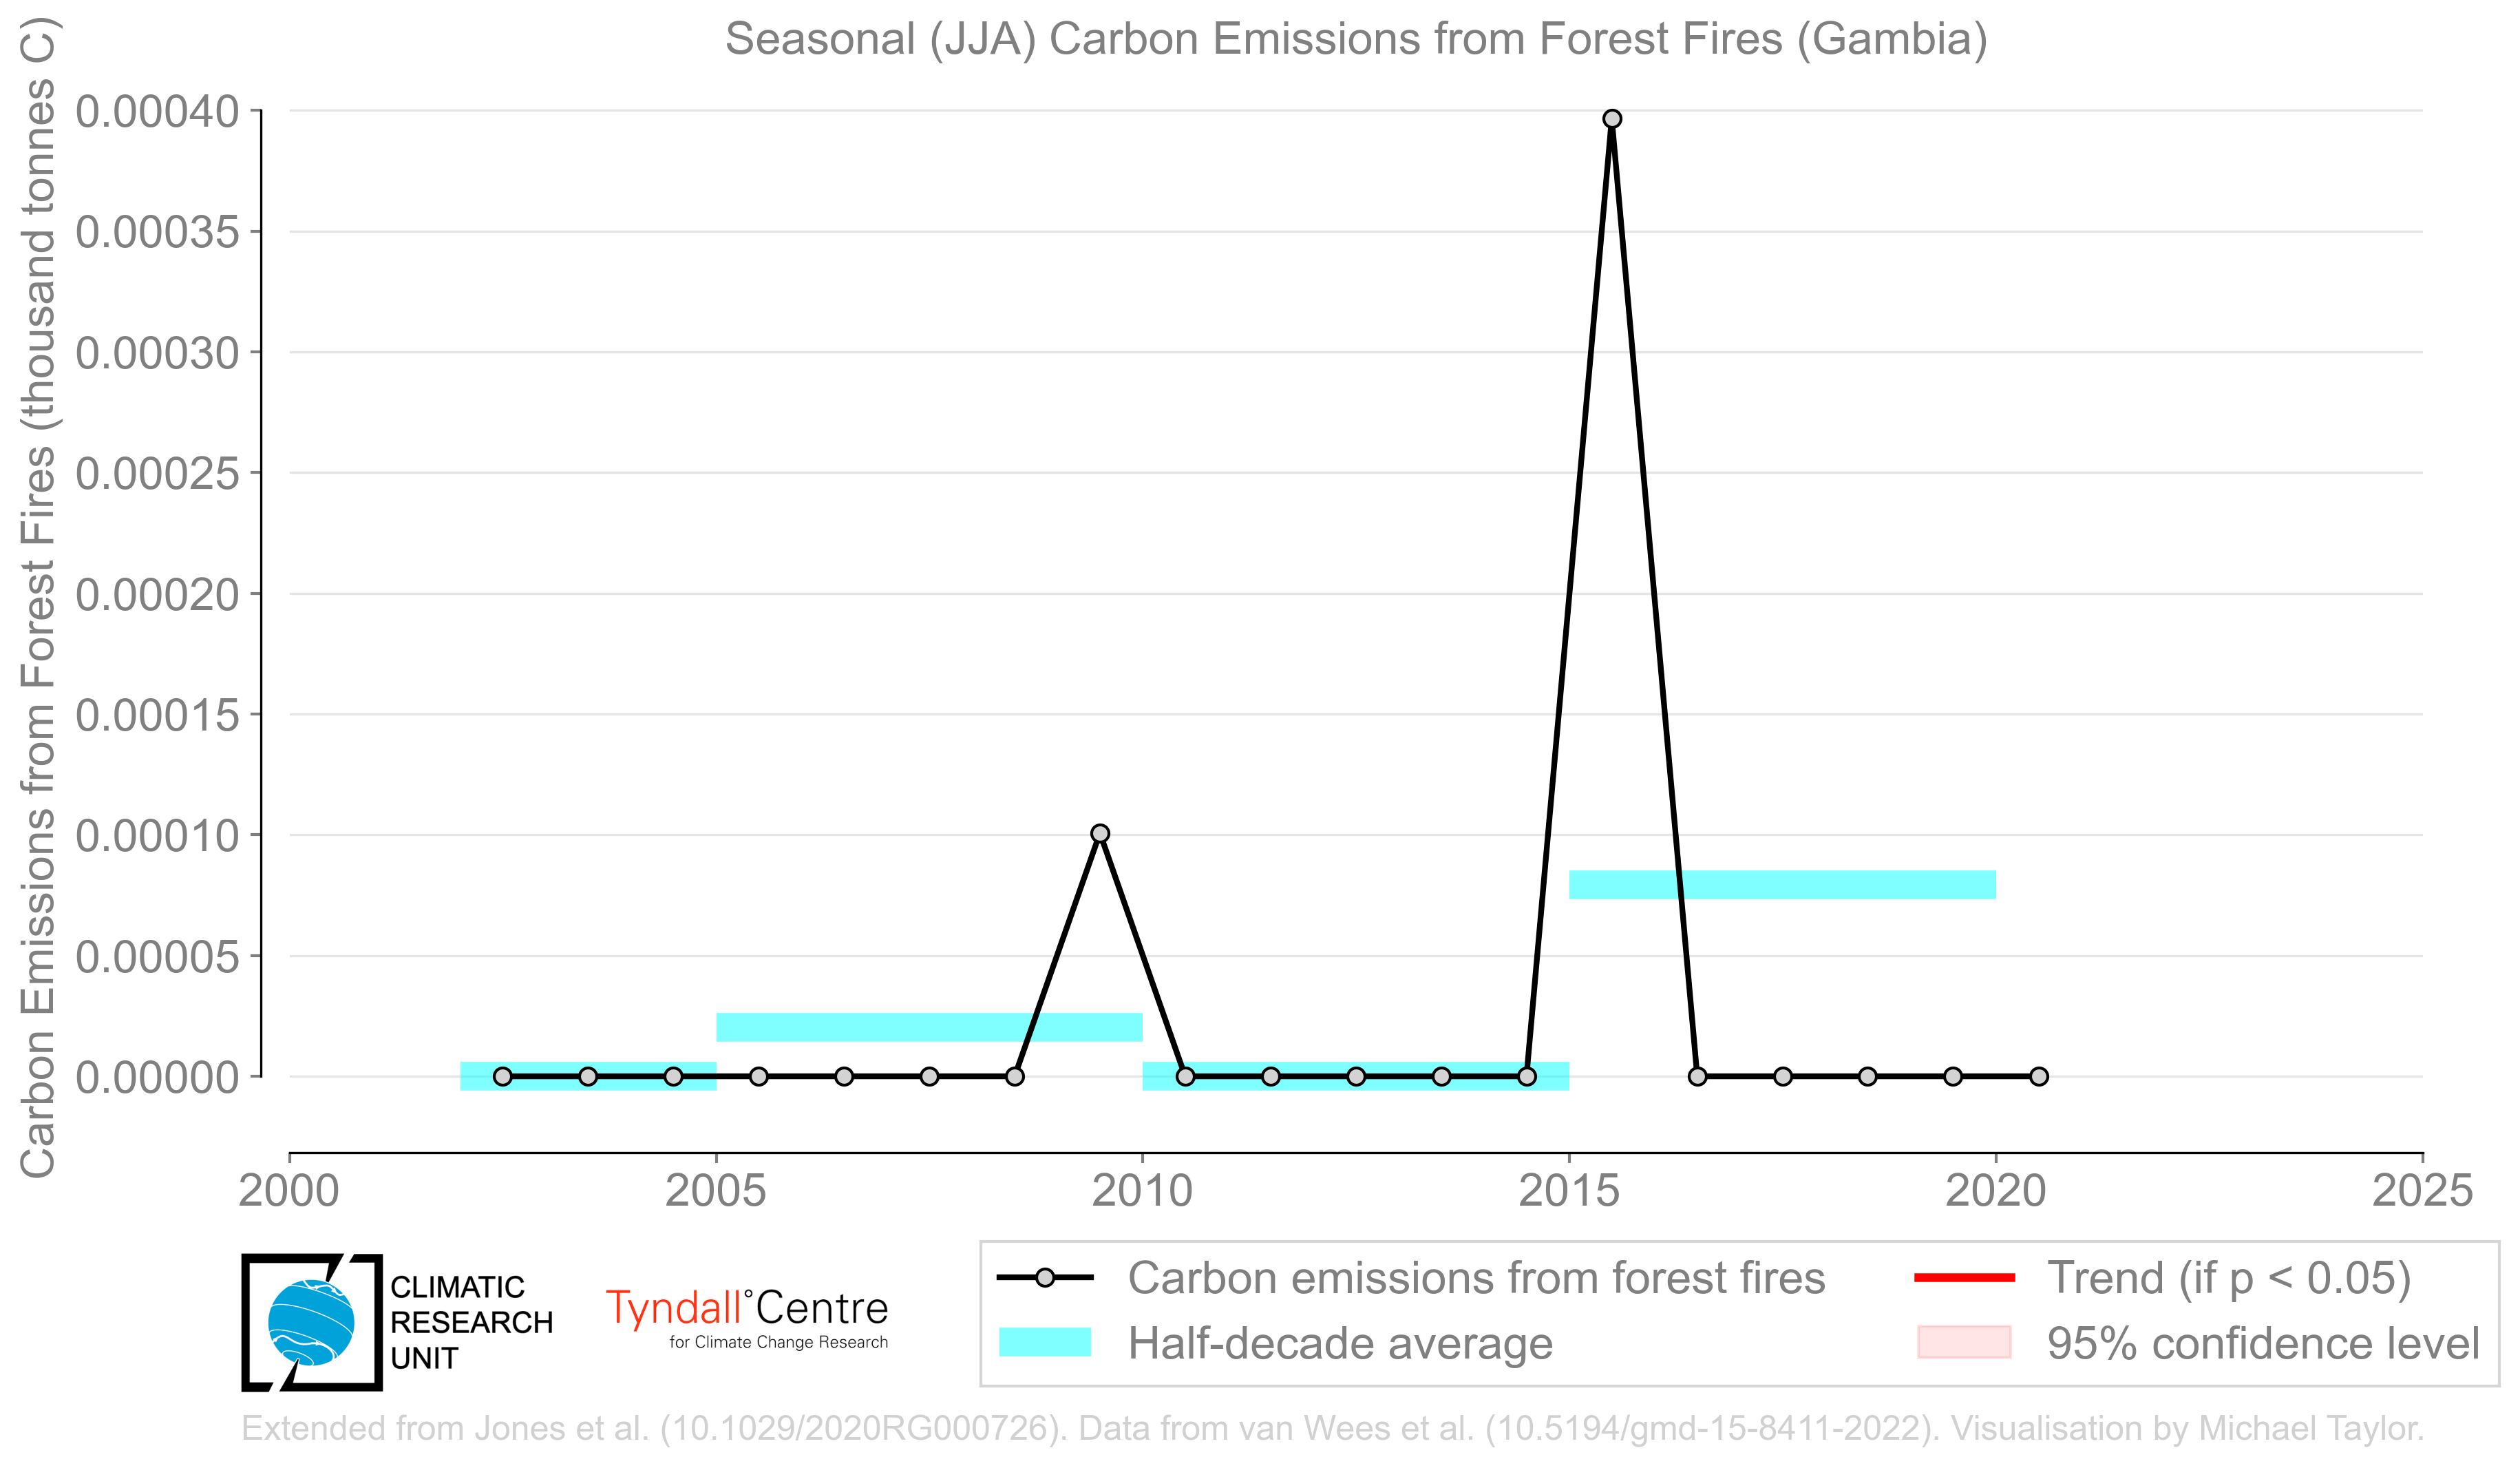 Seasonal (JJA) Carbon Emissions from Forest Fires (Gambia)
Carbon Emissions from Forest Fires (thousand tonnes C)
0.00040
0.00035
0.00030
0.00025
0.00020
0.00015
0.00010
0.00005
0.00000
2000 2005 2010 2015 2020 2025
CLIMATIC
RESEARCH
UNIT
Tyndall°Centre
for Climate Change Research
Carbon emissions from forest fires
Half-decade average
Trend (if p < 0.05)
95% confidence level
Extended from Jones et al. (10.1029/2020RG000726). Data from van Wees et al. (10.5194/gmd-15-8411-2022). Visualisation by Michael Taylor.